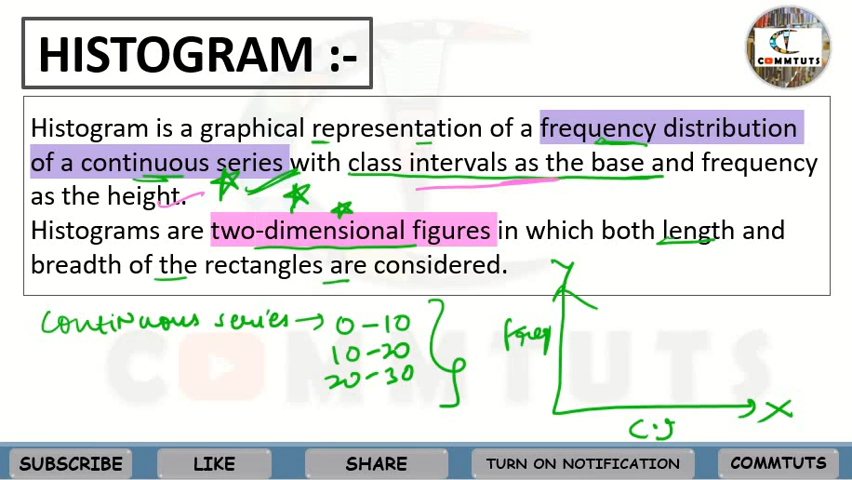 HISTOGRAM :-
COMMTUTS
Histogram is a graphical representation of a frequency distribution
of a continuous series with class intervals as the base and frequency
as the height.
Histograms are two-dimensional figures in which both length and
breadth of the rectangles are considered.
Y
continuous series → 0-10
10-20
20-30
freq
X
C.I
COMMTUTS
SUBSCRIBE
LIKE
SHARE
TURN ON NOTIFICATION
COMMTUTS